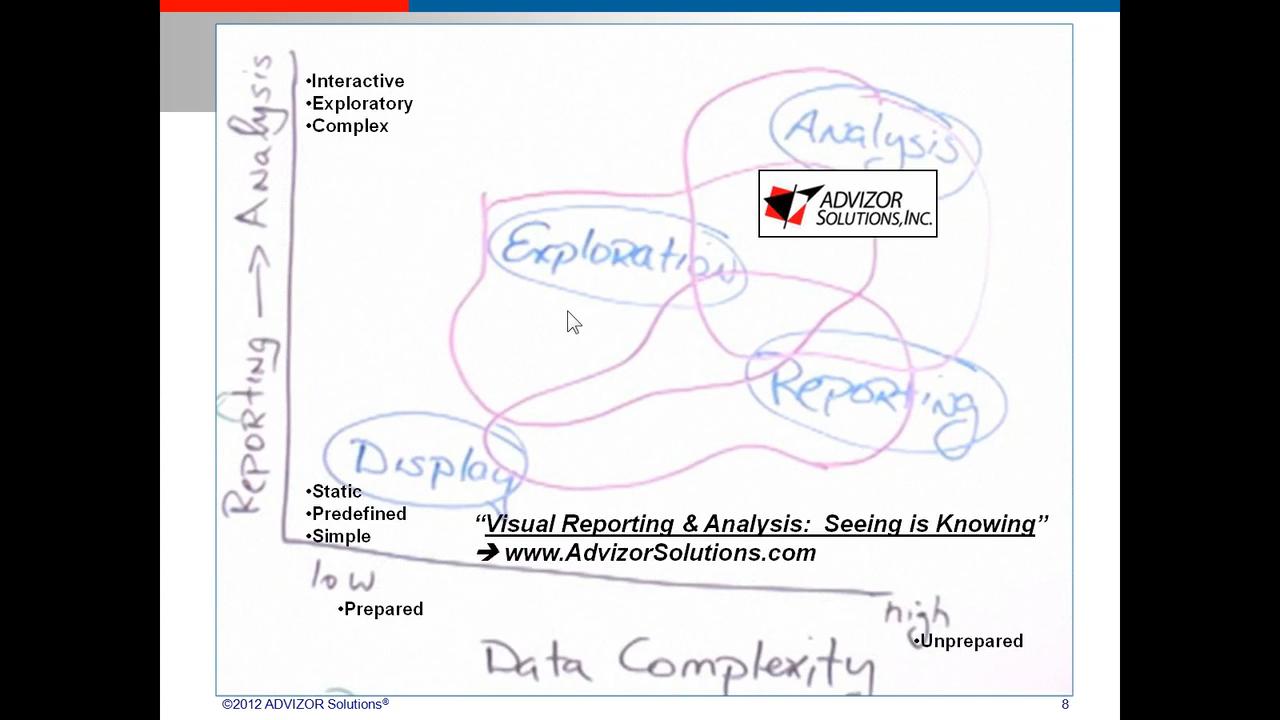 •Interactive
•Exploratory
•Complex
Analysis
ADVIZOR
SOLUTIONS, INC.
Exploration
REPORTING → ANAlysis
REPORTing
Display
•Static
•Predefined
•Simple
“Visual Reporting & Analysis: Seeing is Knowing”
➔ www.AdvizorSolutions.com
low
•Prepared
high
•Unprepared
Data Complexity
©2012 ADVIZOR Solutions®
8